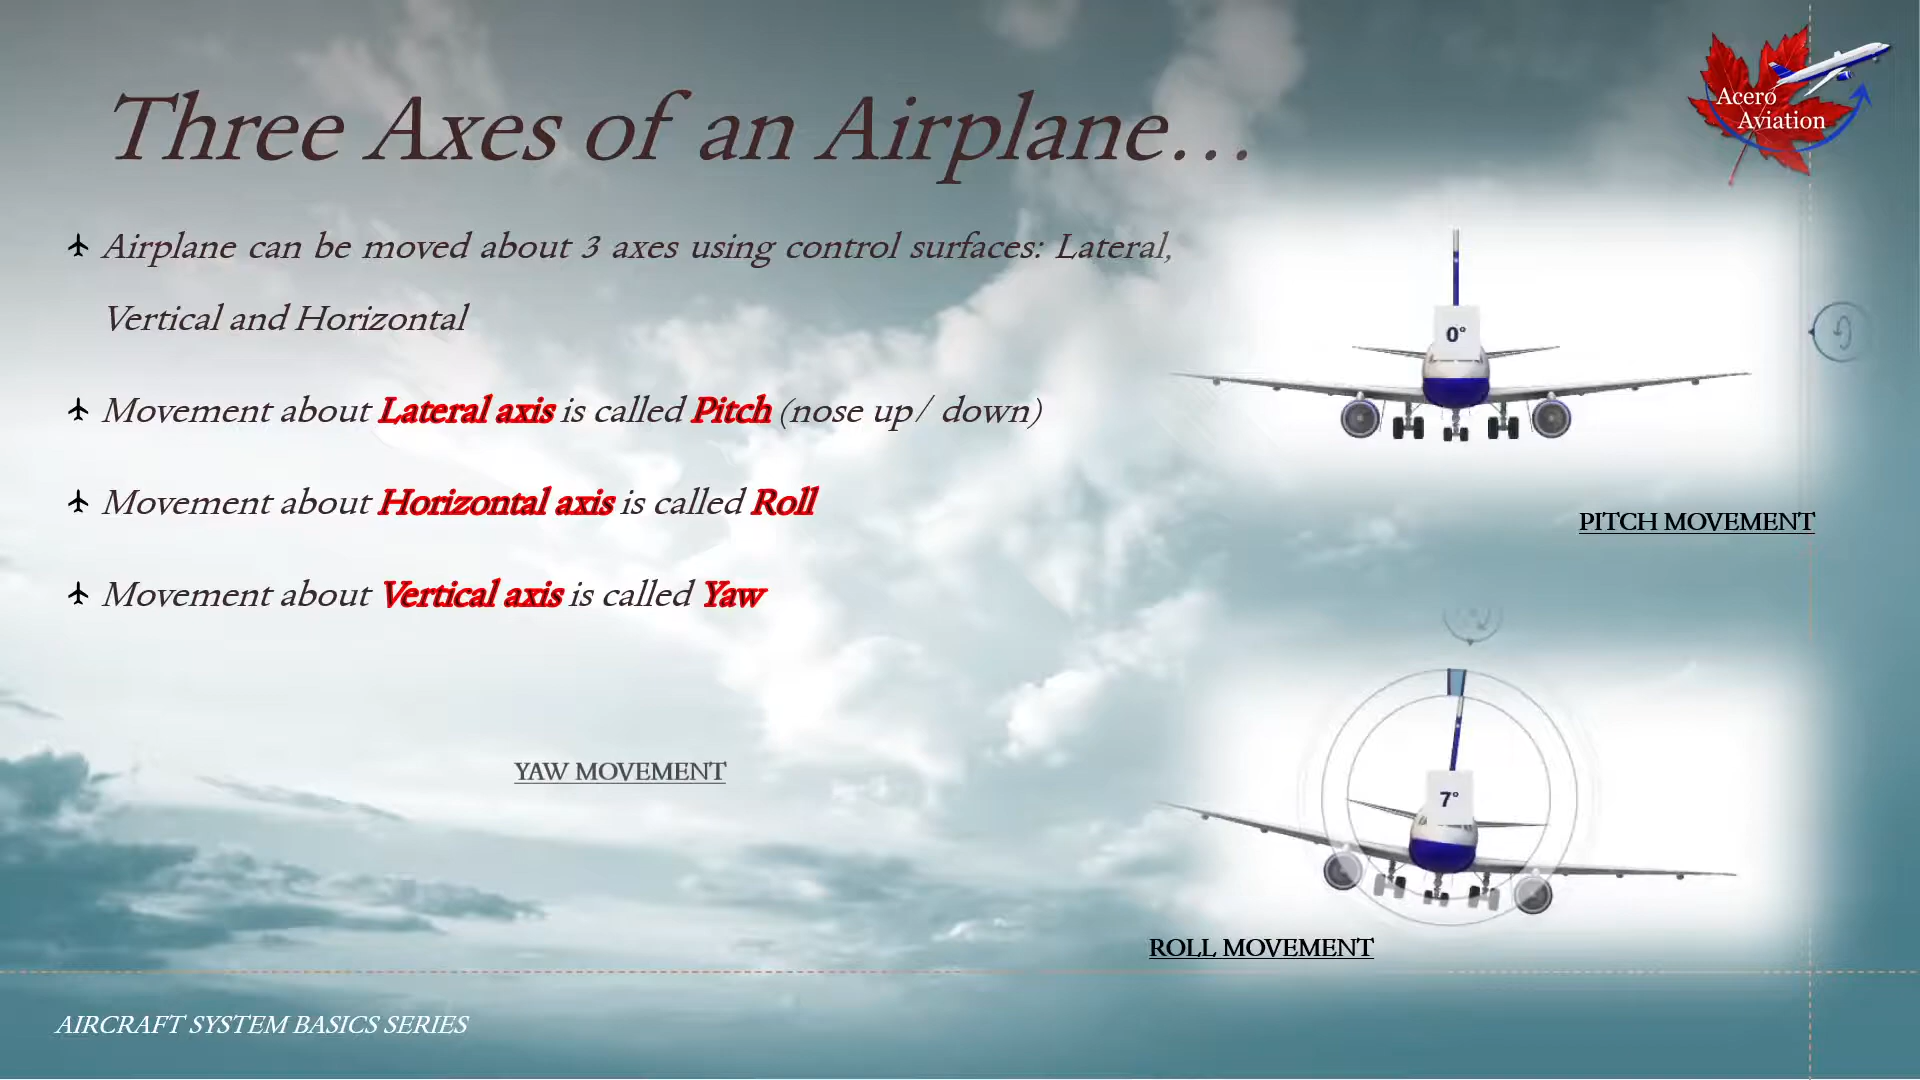 Three Axes of an Airplane...
Acero
Aviation
Airplane can be moved about 3 axes using control surfaces: Lateral,
Vertical and Horizontal
Movement about Lateral axis is called Pitch (nose up/ down)
Movement about Horizontal axis is called Roll
Movement about Vertical axis is called Yaw
0°
PITCH MOVEMENT
YAW MOVEMENT
7°
ROLL MOVEMENT
AIRCRAFT SYSTEM BASICS SERIES